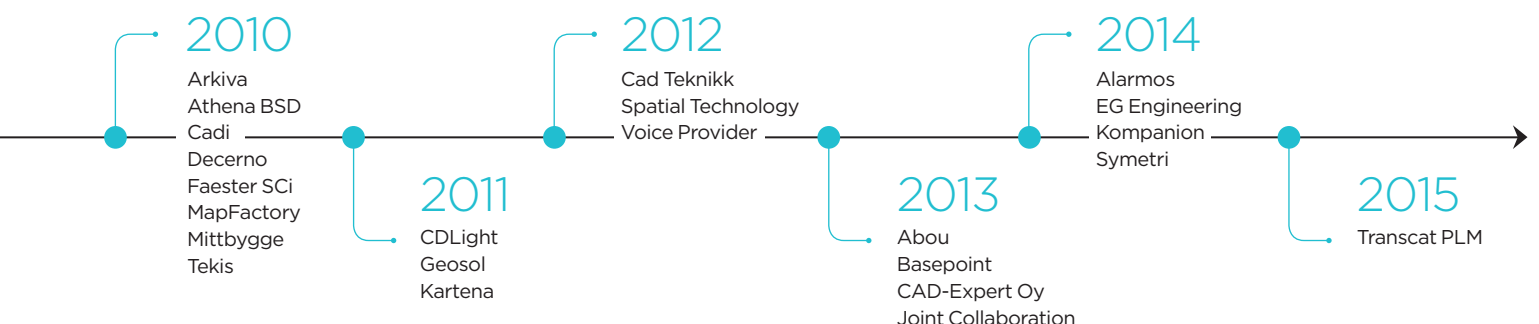 2010
Arkiva
Athena BSD
Cadi
Decerno
Faester SCi
MapFactory
Mittbygge
Tekis
2011
CDLight
Geosol
Kartena
2012
Cad Teknikk
Spatial Technology
Voice Provider
2013
Abou
Basepoint
CAD-Expert Oy
Joint Collaboration
2014
Alarmos
EG Engineering
Kompanion
Symetri
2015
Transcat PLM